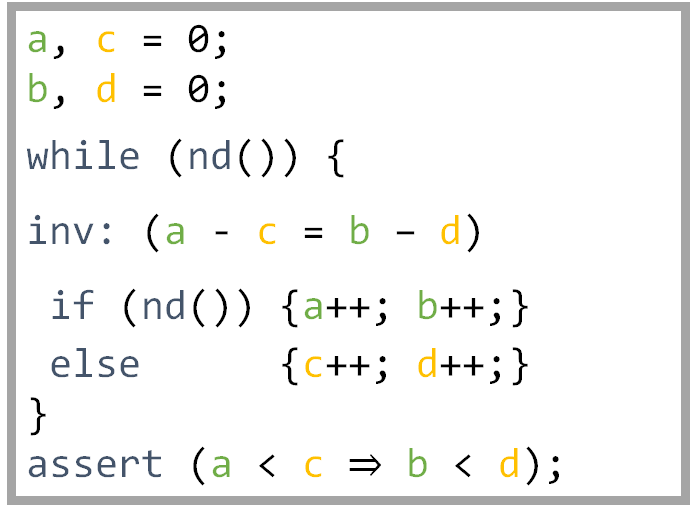 a, c = 0;
b, d = 0;
while (nd()) {
inv: (a - c = b – d)
if (nd()) {a++; b++;}
else {c++; d++;}
}
assert (a < c ⇒ b < d);